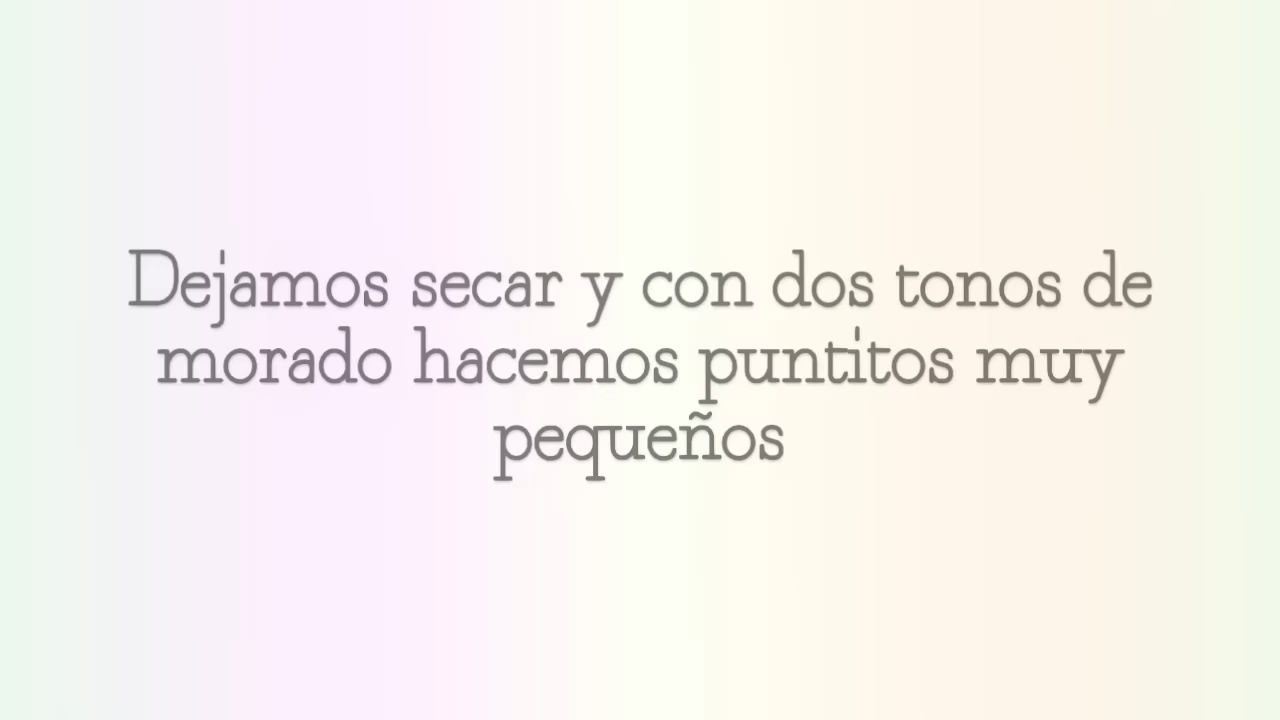 Dejamos secar y con dos tonos de
morado hacemos puntitos muy
pequeños